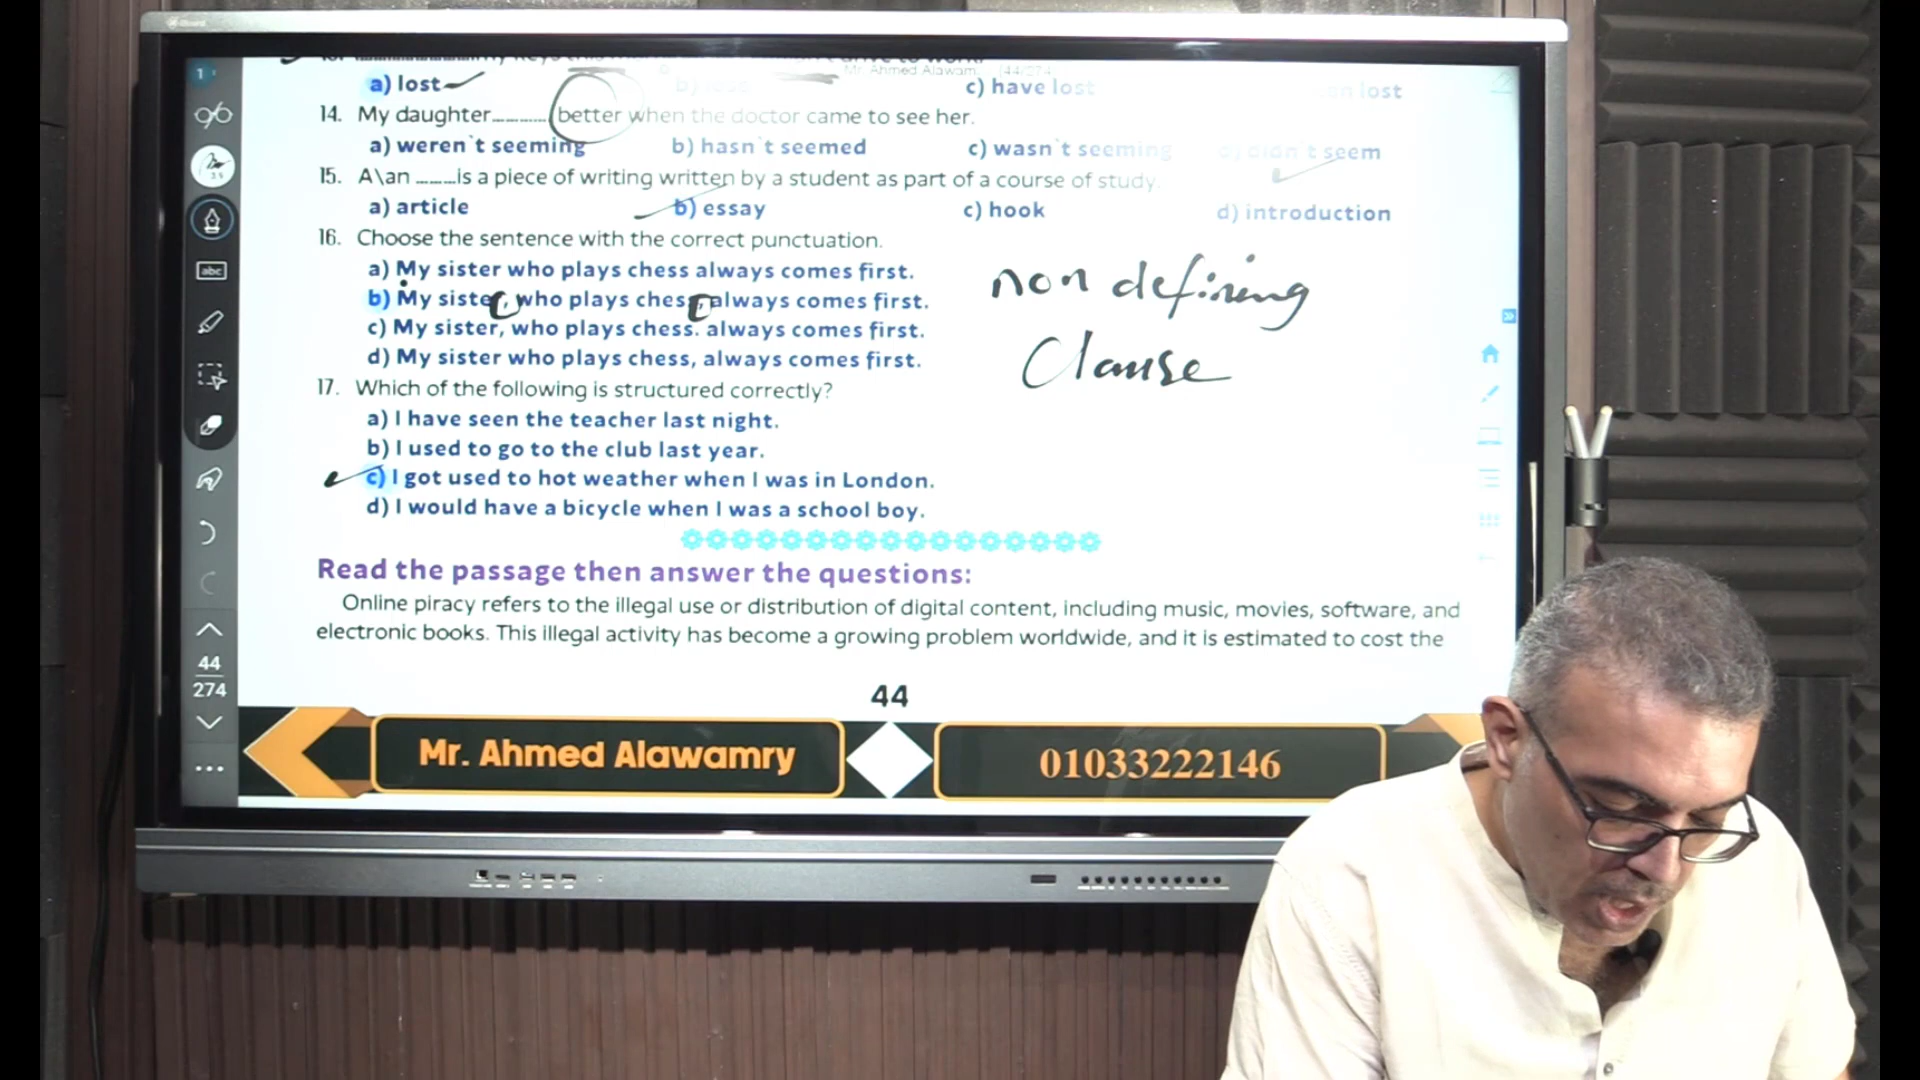 a) lost
c) have lost
lost
Mr. Ahmed Alawam.
14. My daughter............ better when the doctor came to see her.
a) weren`t seeming b) hasn`t seemed c) wasn`t seeming d) didn`t seem
15. A\an .........is a piece of writing written by a student as part of a course of study.
a) article b) essay c) hook d) introduction
16. Choose the sentence with the correct punctuation.
a) My sister who plays chess always comes first.
b) My sister, who plays chess, always comes first.
c) My sister, who plays chess. always comes first.
d) My sister who plays chess, always comes first.
non defining
Clause
17. Which of the following is structured correctly?
a) I have seen the teacher last night.
b) I used to go to the club last year.
c) I got used to hot weather when I was in London.
d) I would have a bicycle when I was a school boy.
Read the passage then answer the questions:
Online piracy refers to the illegal use or distribution of digital content, including music, movies, software, and
electronic books. This illegal activity has become a growing problem worldwide, and it is estimated to cost the
44
Mr. Ahmed Alawamry
01033222146
1
abc
44
274